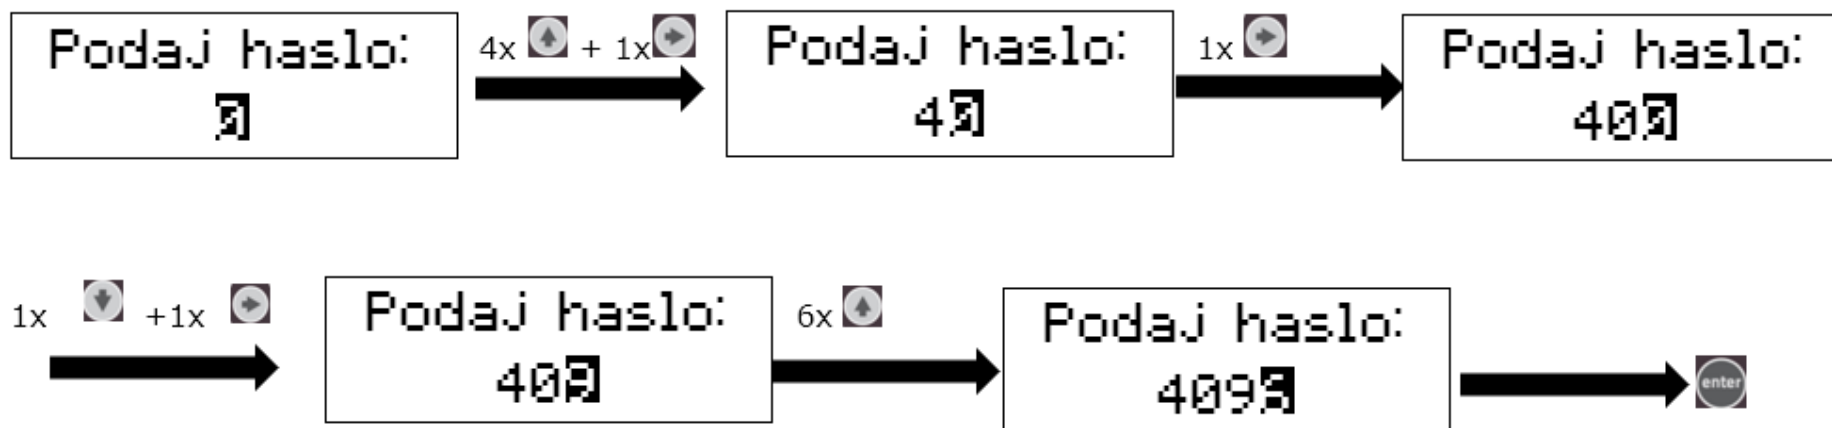 Podaj haslo:
0
4x + 1x
Podaj haslo:
40
1x
Podaj haslo:
400
1x +1x
Podaj haslo:
409
6x
Podaj haslo:
4096
enter